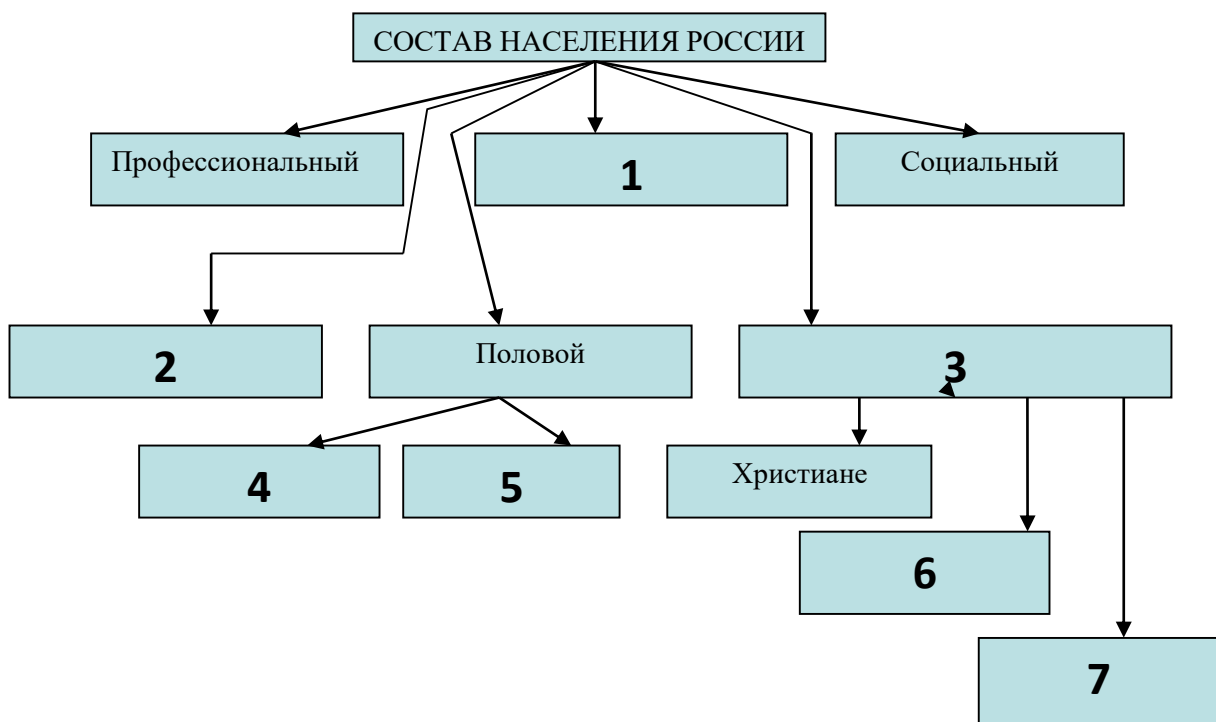 СОСТАВ НАСЕЛЕНИЯ РОССИИ
Профессиональный
1
Социальный
2
Половой
3
4
5
Христиане
6
7